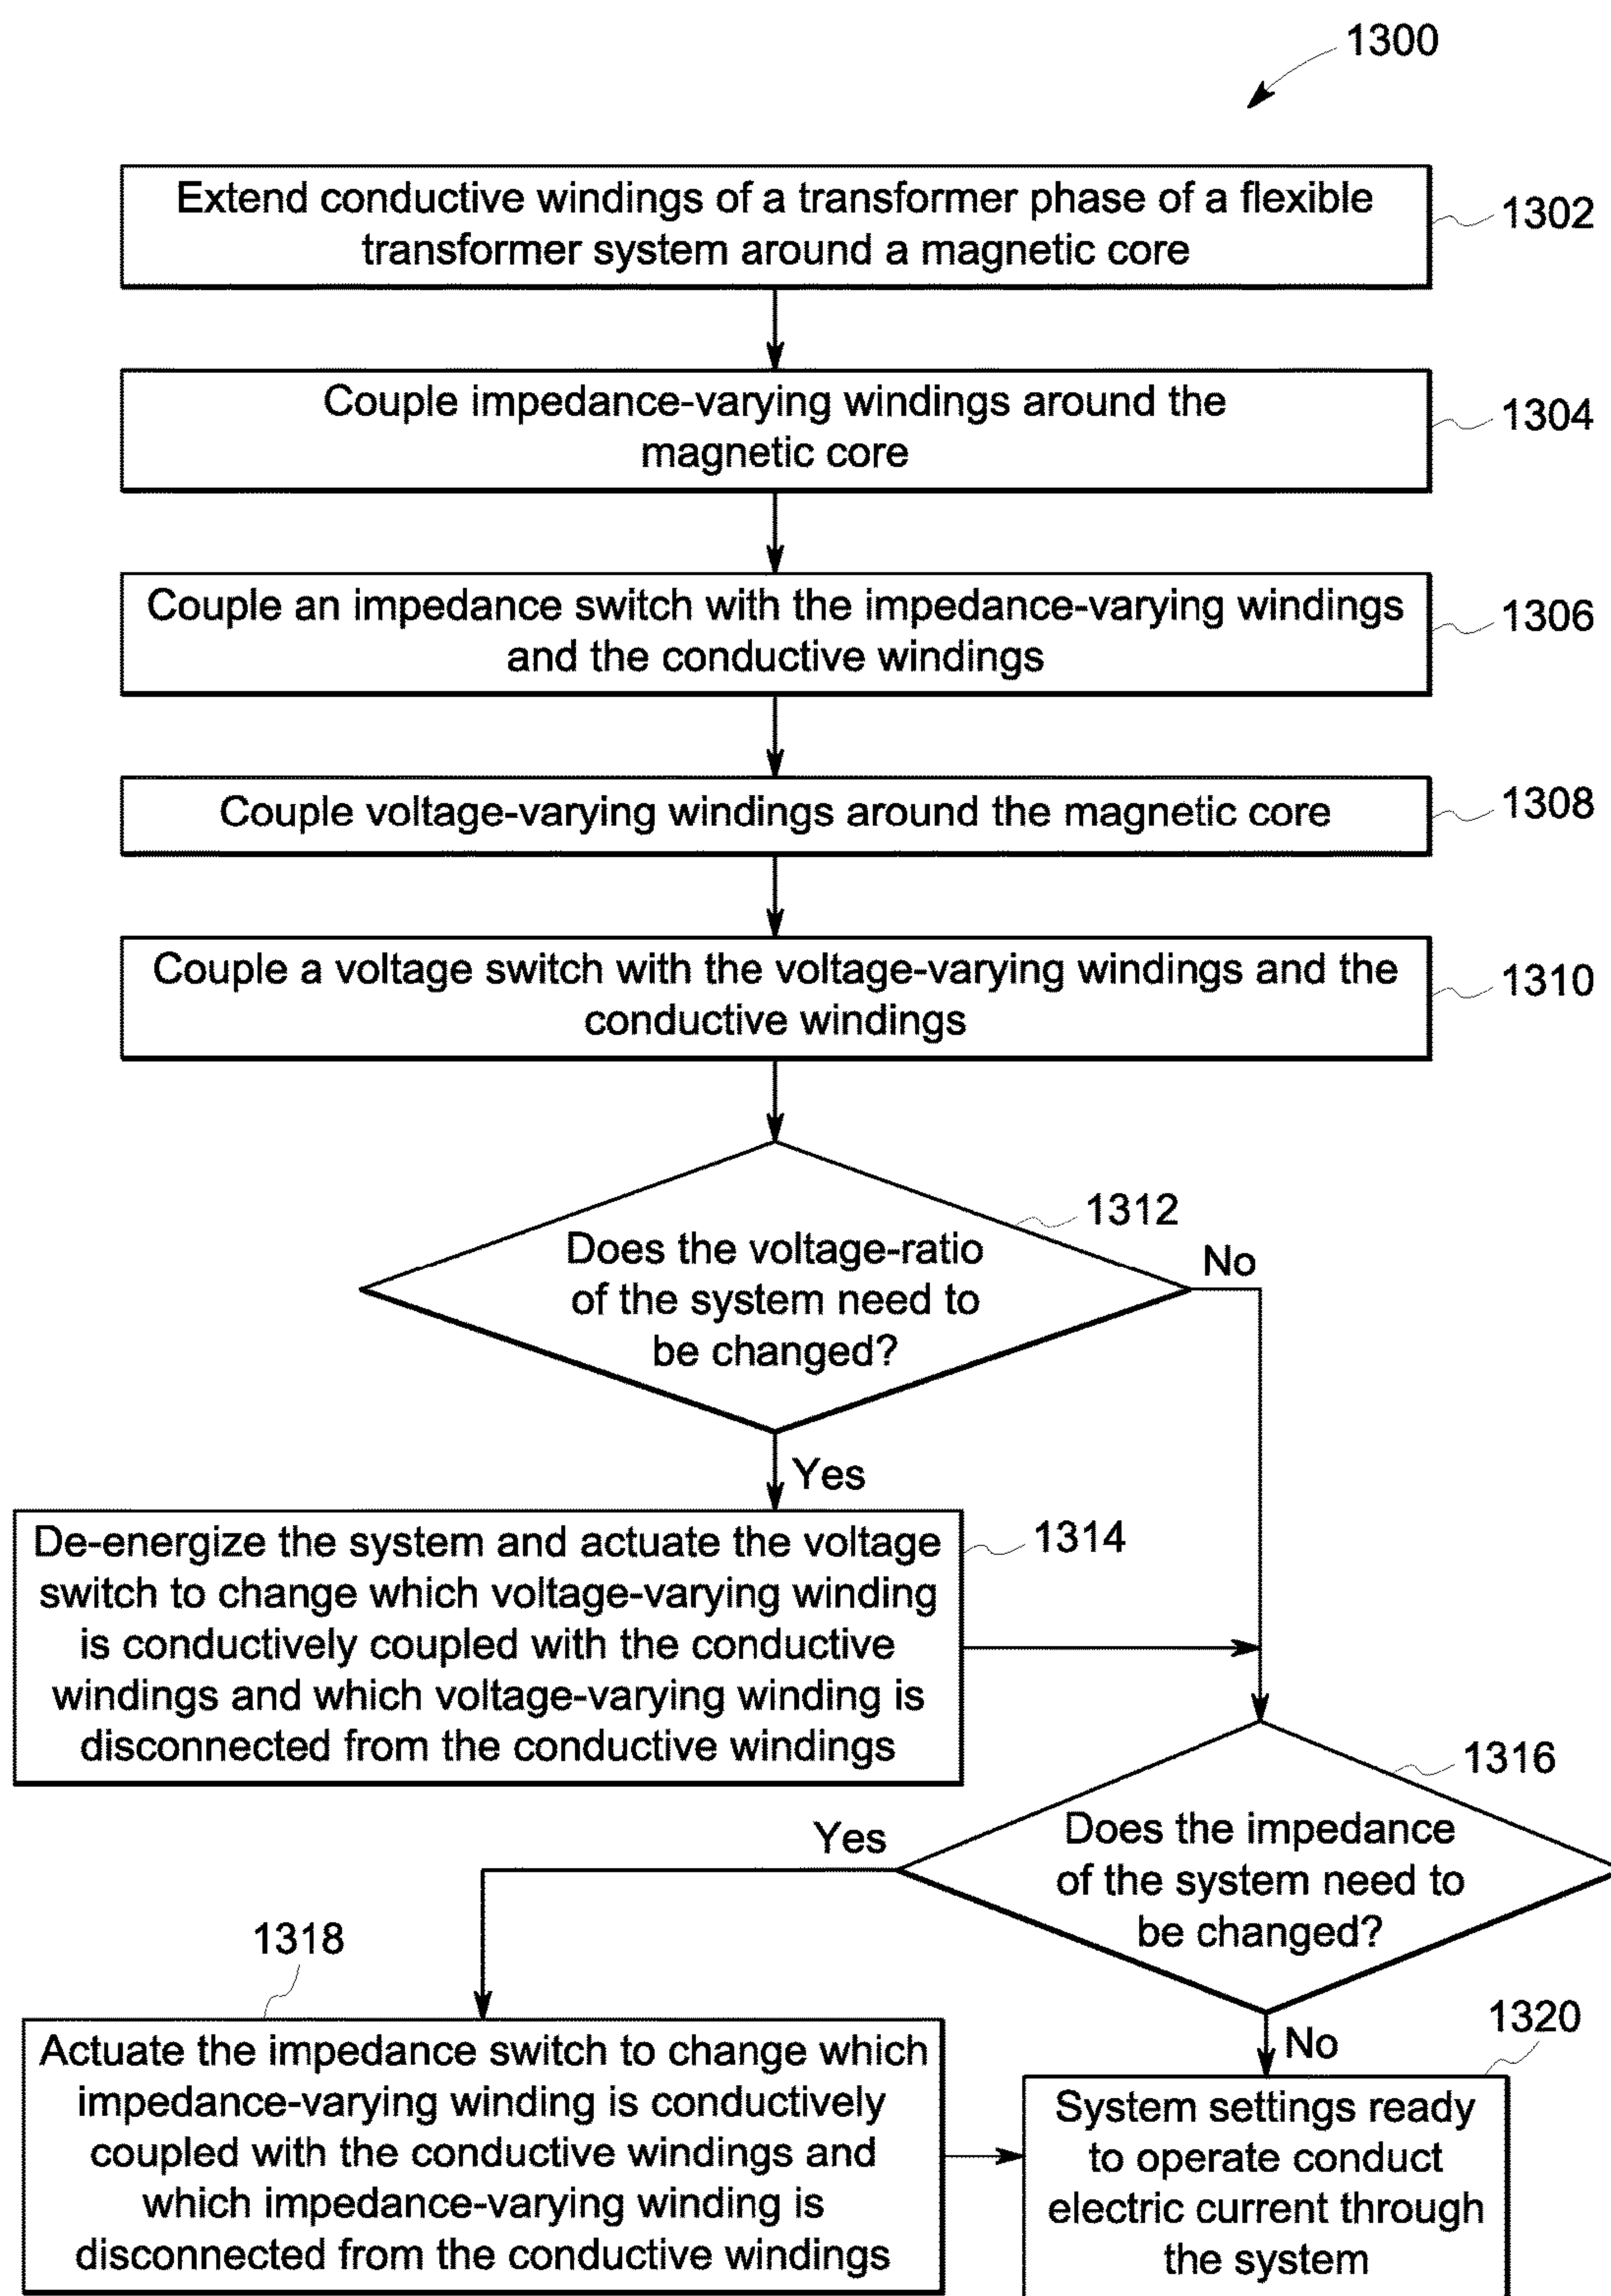 1300
Extend conductive windings of a transformer phase of a flexible
transformer system around a magnetic core
1302
Couple impedance-varying windings around the
magnetic core
1304
Couple an impedance switch with the impedance-varying windings
and the conductive windings
1306
Couple voltage-varying windings around the magnetic core
1308
Couple a voltage switch with the voltage-varying windings and the
conductive windings
1310
1312
Does the voltage-ratio
of the system need to
be changed?
No
Yes
De-energize the system and actuate the voltage
switch to change which voltage-varying winding
is conductively coupled with the conductive
windings and which voltage-varying winding is
disconnected from the conductive windings
1314
1316
Does the impedance
of the system need to
be changed?
Yes
No
1318
Actuate the impedance switch to change which
impedance-varying winding is conductively
coupled with the conductive windings and
which impedance-varying winding is
disconnected from the conductive windings
1320
System settings ready
to operate conduct
electric current through
the system